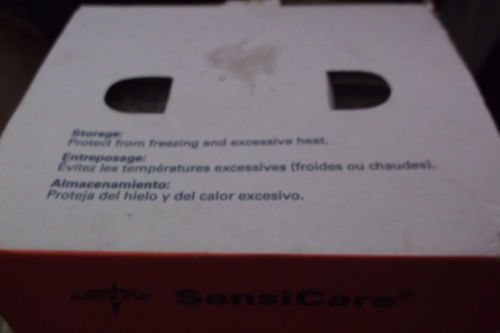 Storage:
Protect from freezing and excessive heat.
Entreposage:
Évitez les températures excessives (froides ou chaudes).
Almacenamiento:
Proteja del hielo y del calor excesivo.
MEDLINE SensiCare®